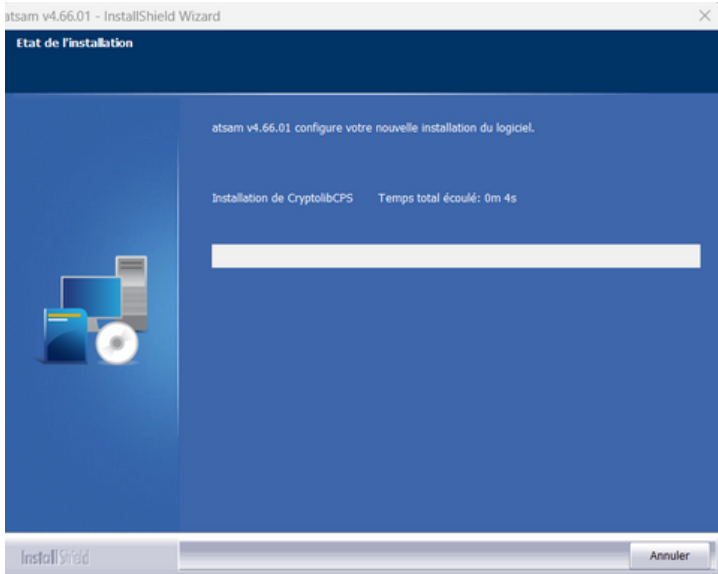 atsam v4.66.01 - InstallShield Wizard
Etat de l'installation
atsam v4.66.01 configure votre nouvelle installation du logiciel.
Installation de CryptolibCPS Temps total écoulé: 0m 4s
InstallShield
Annuler